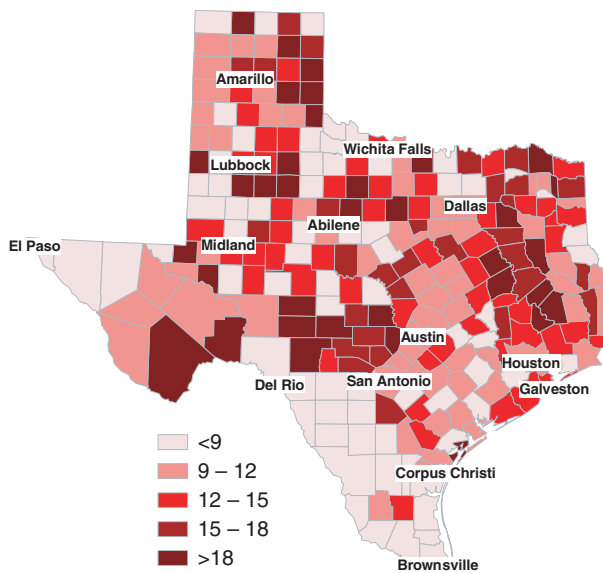 Amarillo
Wichita Falls
Lubbock
Dallas
Abilene
El Paso
Midland
Austin
Houston
Del Rio
San Antonio
Galveston
<9
9 – 12
Corpus Christi
12 – 15
15 – 18
>18
Brownsville